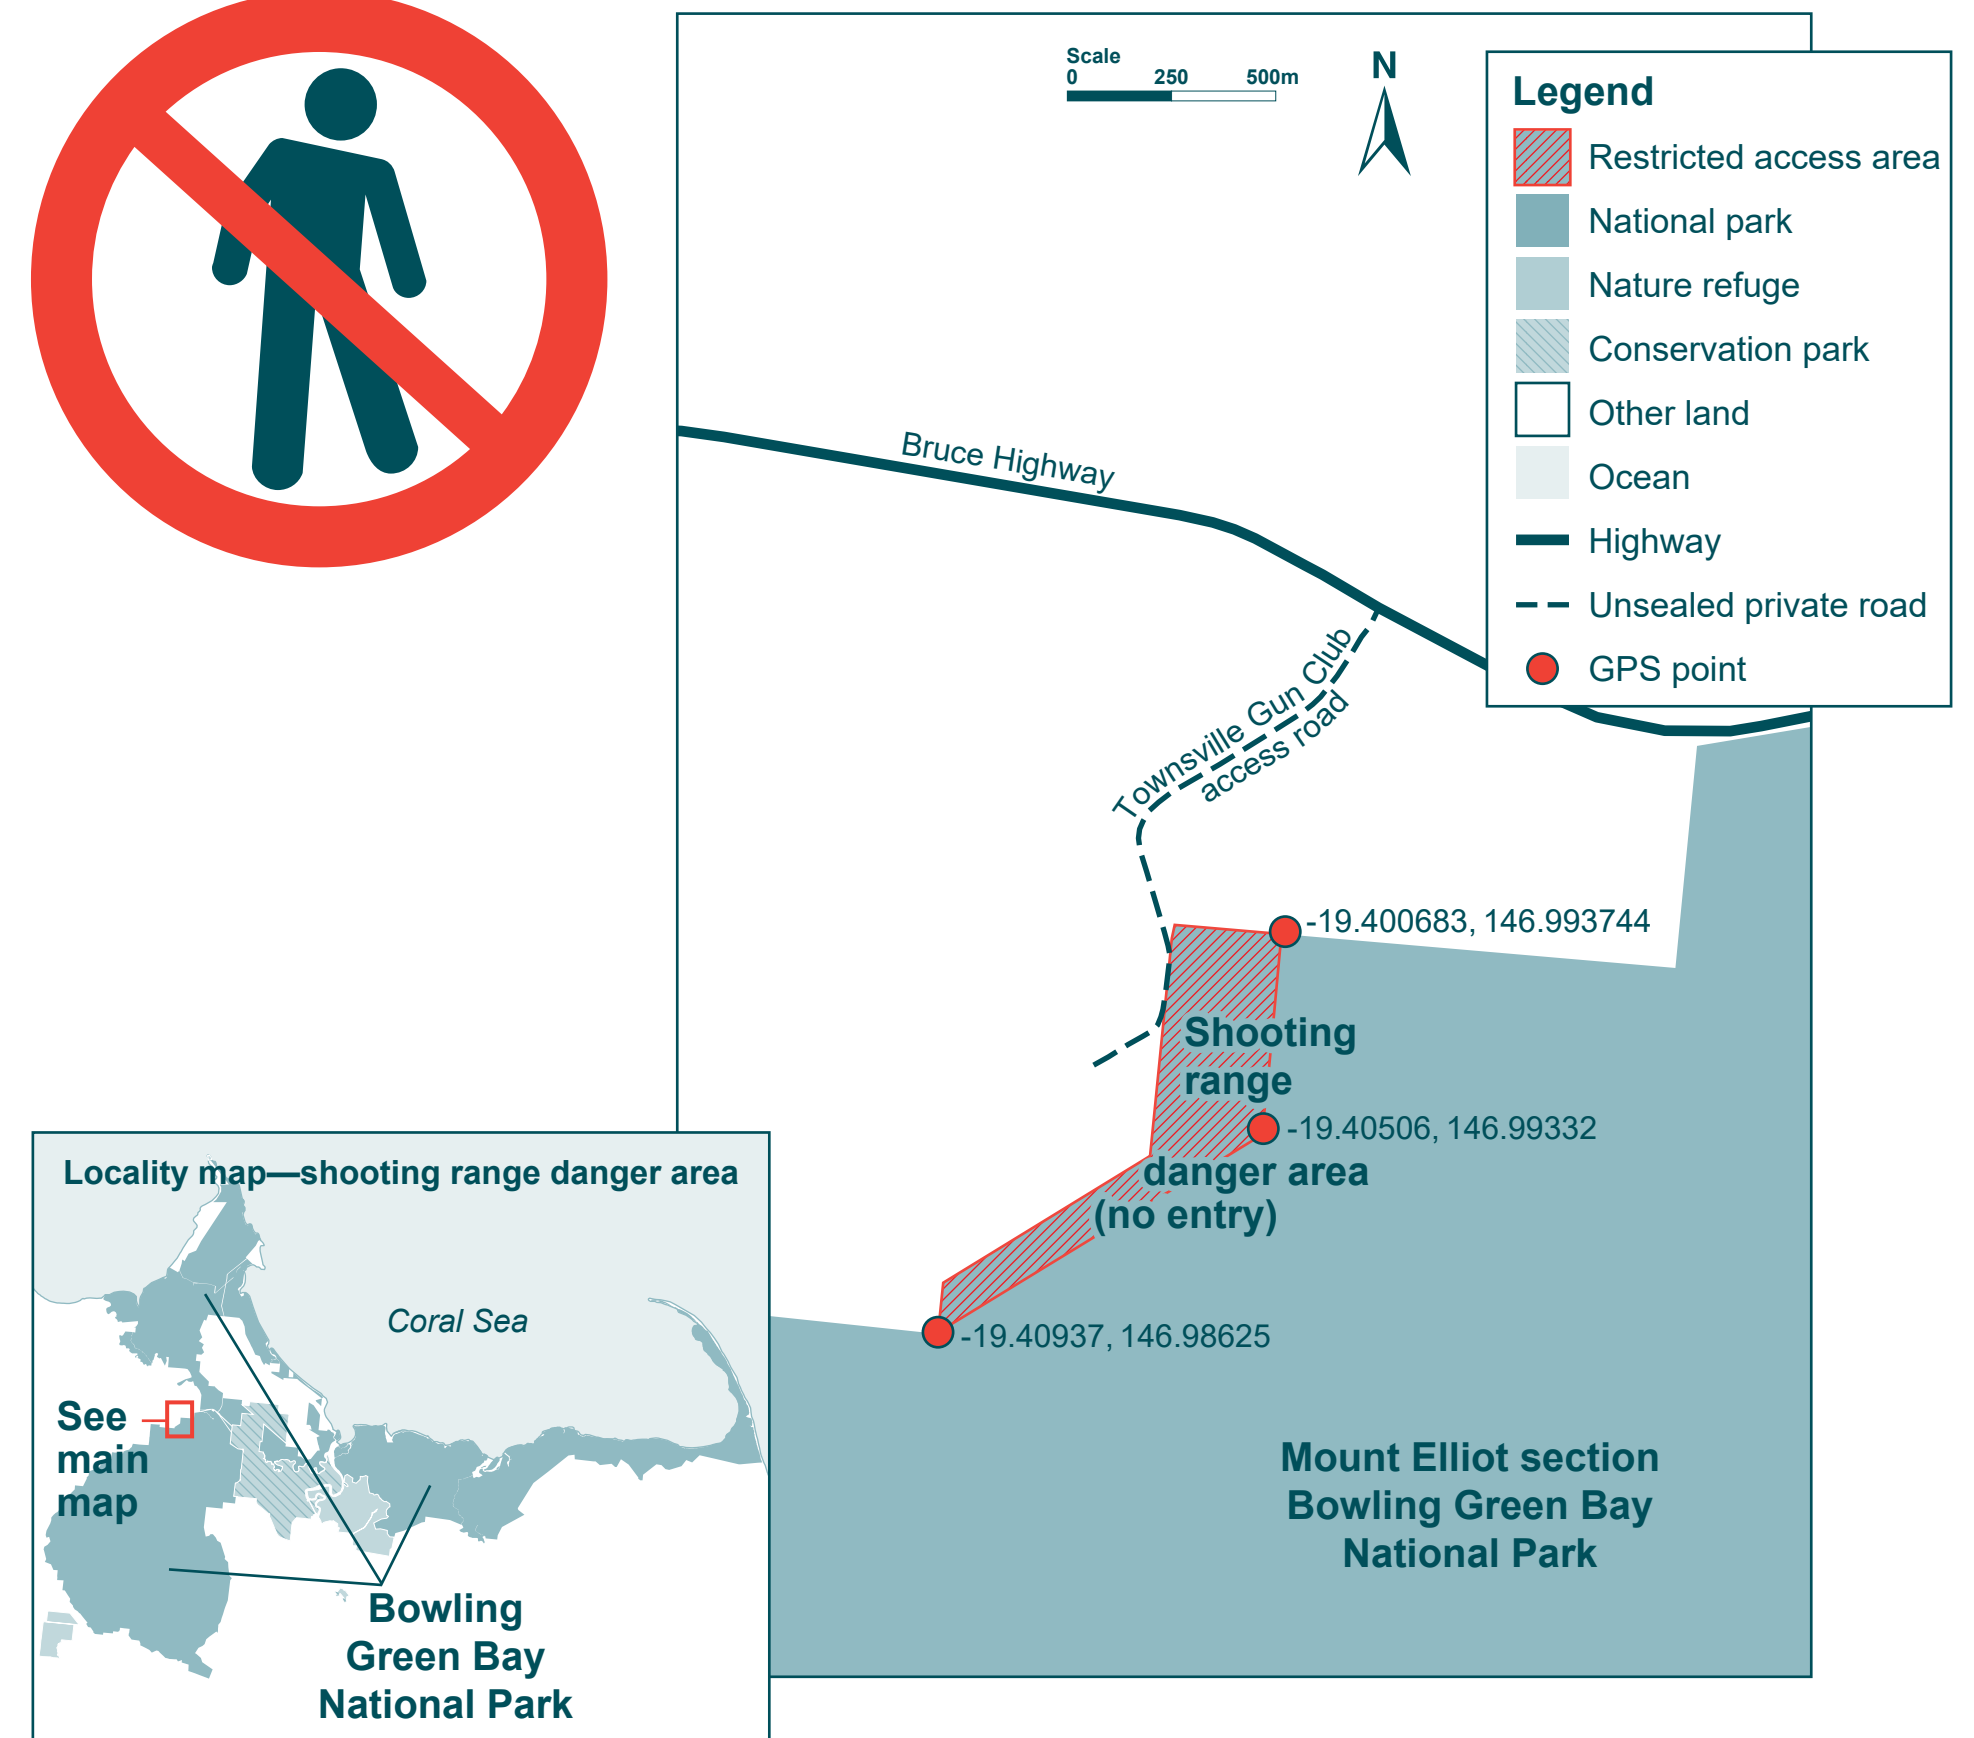 Scale
0 250 500m
N
Legend
Restricted access area
National park
Nature refuge
Conservation park
Other land
Ocean
Highway
Unsealed private road
GPS point
Bruce Highway
Townsville Gun Club
access road
-19.400683, 146.993744
Shooting
range
-19.40506, 146.99332
danger area
(no entry)
-19.40937, 146.98625
Mount Elliot section
Bowling Green Bay
National Park
Locality map—shooting range danger area
Coral Sea
See
main
map
Bowling
Green Bay
National Park